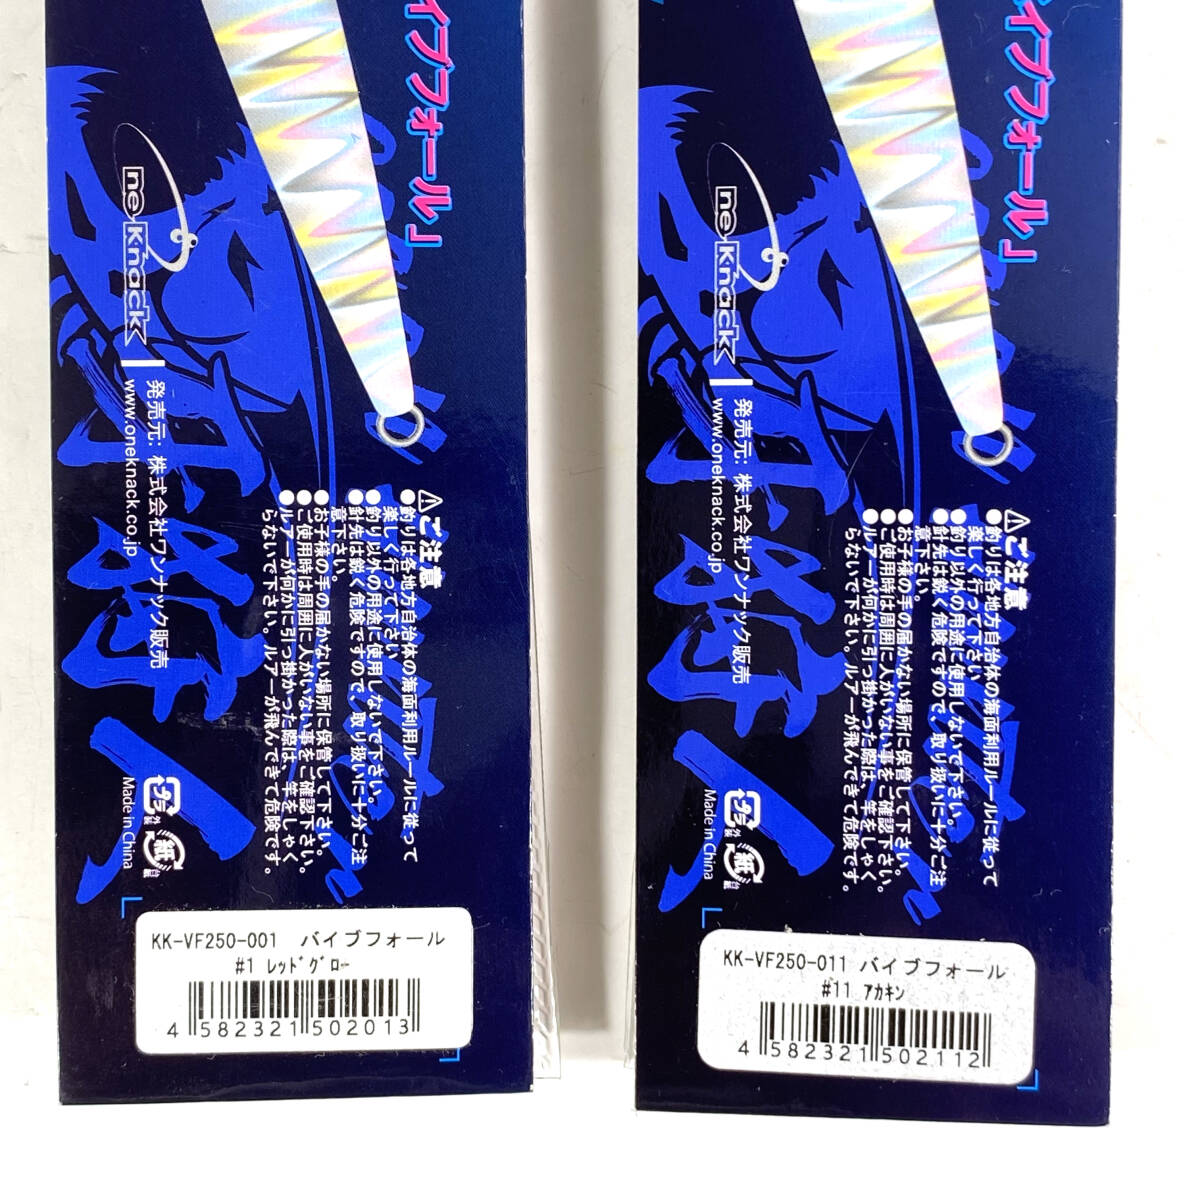 イブフォール」
One Knack
発売元: 株式会社ワンナック販売
www.oneknack.co.jp
⚠ご注意
●釣りは各地方自治体の海面利用ルールに従って
楽しく行って下さい
●釣り以外の用途に使用しないで下さい。
●針先は鋭く危険ですので、取り扱いに十分ご注
意下さい。
●お子様の手の届かない場所に保管して下さい。
●ご使用時は周囲に人がいない事をご確認下さい。
●ルアーが何かに引っ掛かった際は、竿をしゃく
らないで下さい。ルアーが飛んできて危険です。
Made in China
プラ
外装
紙
台紙
KK-VF250-001 バイブフォール
#1 ﾚｯﾄﾞｸﾞﾛｰ
4 582321 502013
イブフォール」
One Knack
発売元: 株式会社ワンナック販売
www.oneknack.co.jp
⚠ご注意
●釣りは各地方自治体の海面利用ルールに従って
楽しく行って下さい
●釣り以外の用途に使用しないで下さい。
●針先は鋭く危険ですので、取り扱いに十分ご注
意下さい。
●お子様の手の届かない場所に保管して下さい。
●ご使用時は周囲に人がいない事をご確認下さい。
●ルアーが何かに引っ掛かった際は、竿をしゃく
らないで下さい。ルアーが飛んできて危険です。
Made in China
プラ
外装
紙
台紙
KK-VF250-011 バイブフォール
#11 ｱｶｷﾝ
4 582321 502112